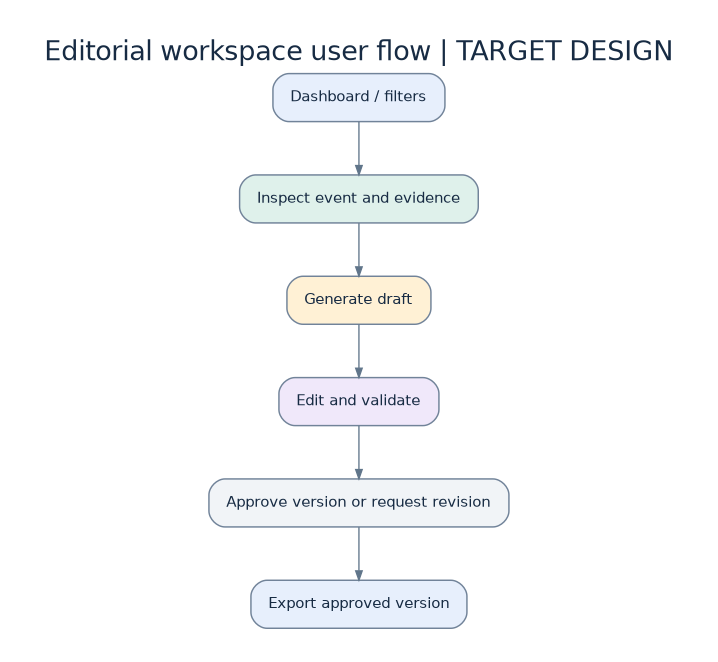 Editorial workspace user flow | TARGET DESIGN
Dashboard / filters
Inspect event and evidence
Generate draft
Edit and validate
Approve version or request revision
Export approved version